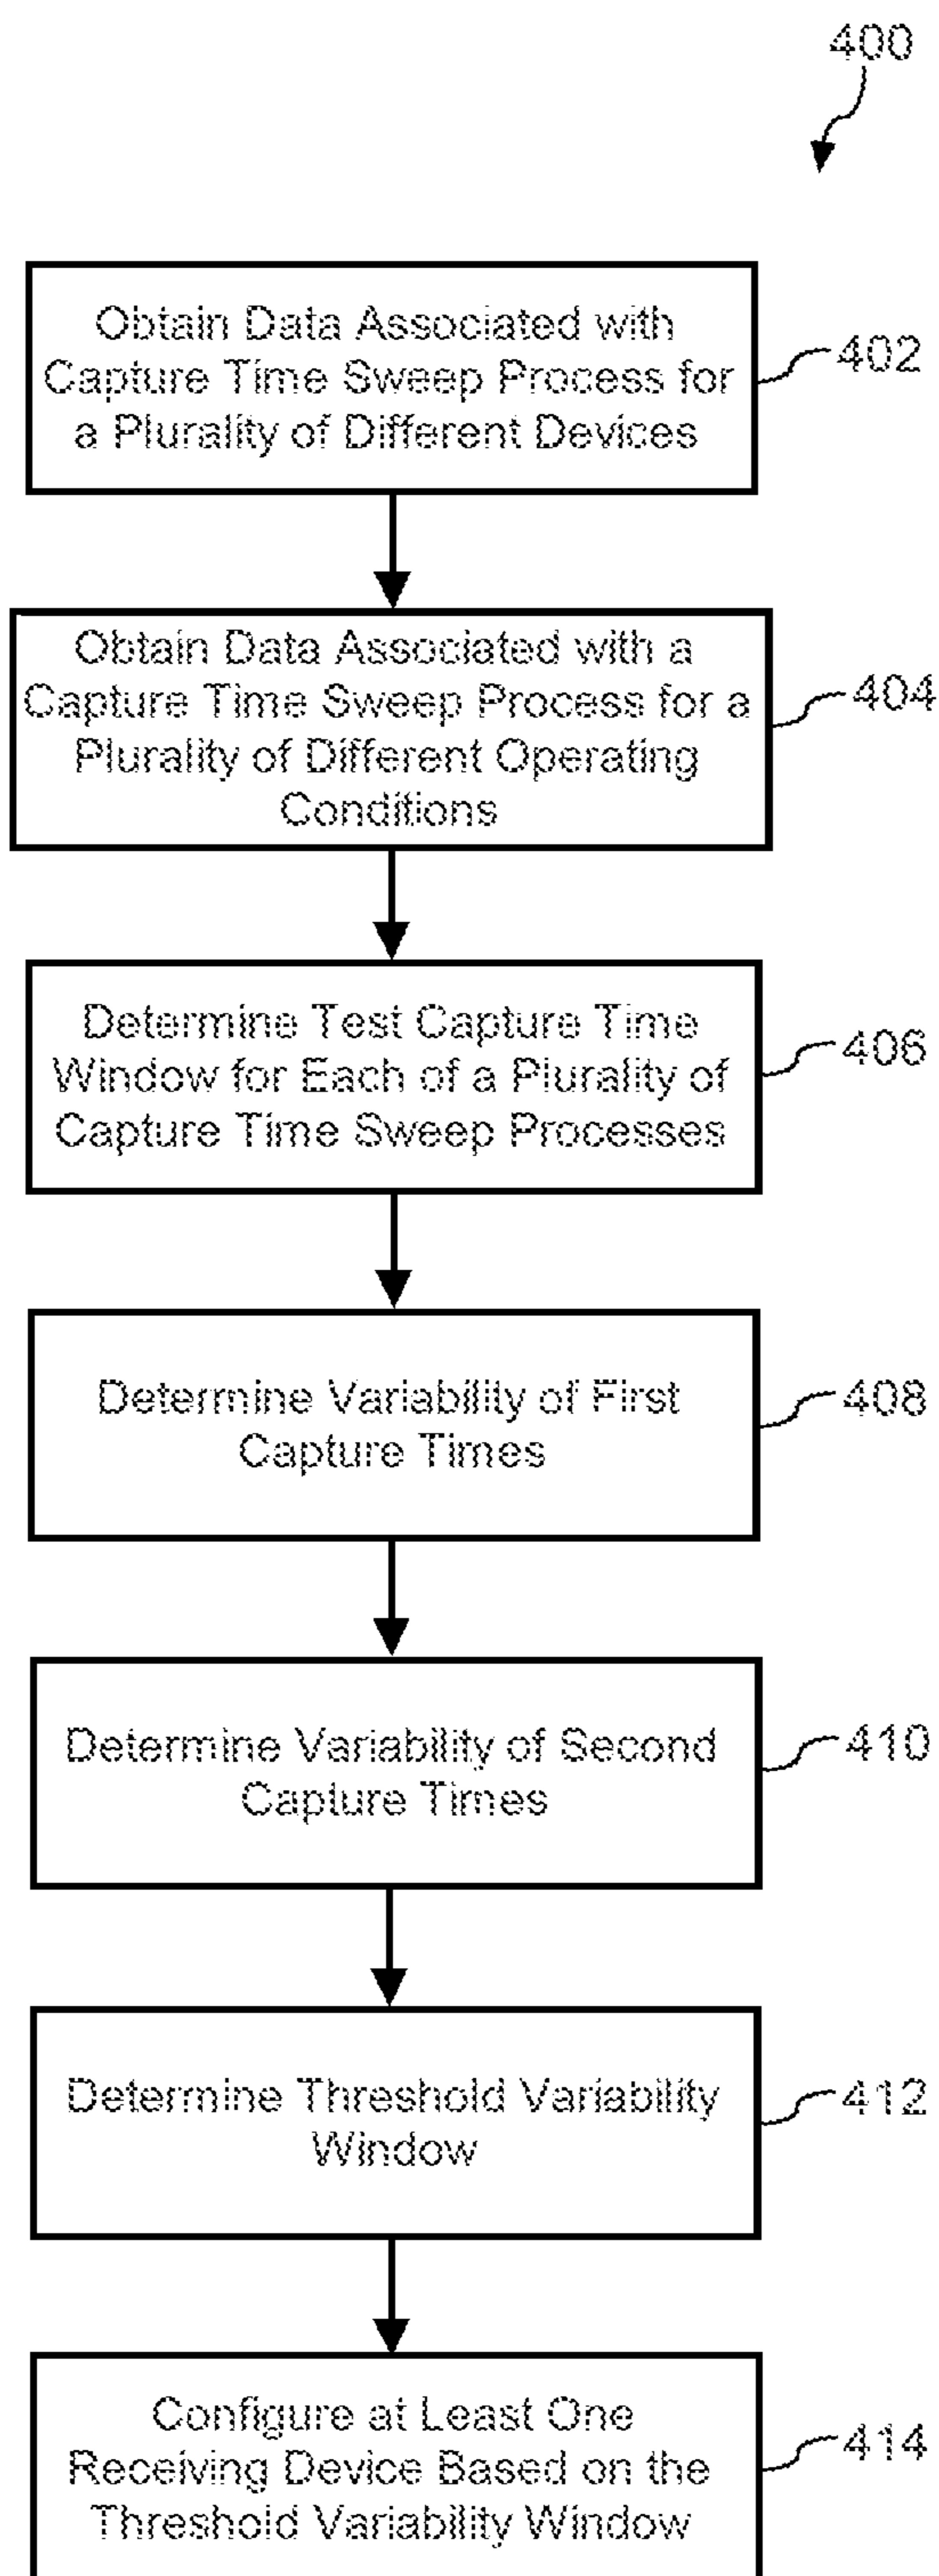 400
Obtain Data Associated with
Capture Time Sweep Process for
a Plurality of Different Devices
402
Obtain Data Associated with a
Capture Time Sweep Process for a
Plurality of Different Operating
Conditions
404
Determine Test Capture Time
Window for Each of a Plurality of
Capture Time Sweep Processes
406
Determine Variability of First
Capture Times
408
Determine Variability of Second
Capture Times
410
Determine Threshold Variability
Window
412
Configure at Least One
Receiving Device Based on the
Threshold Variability Window
414